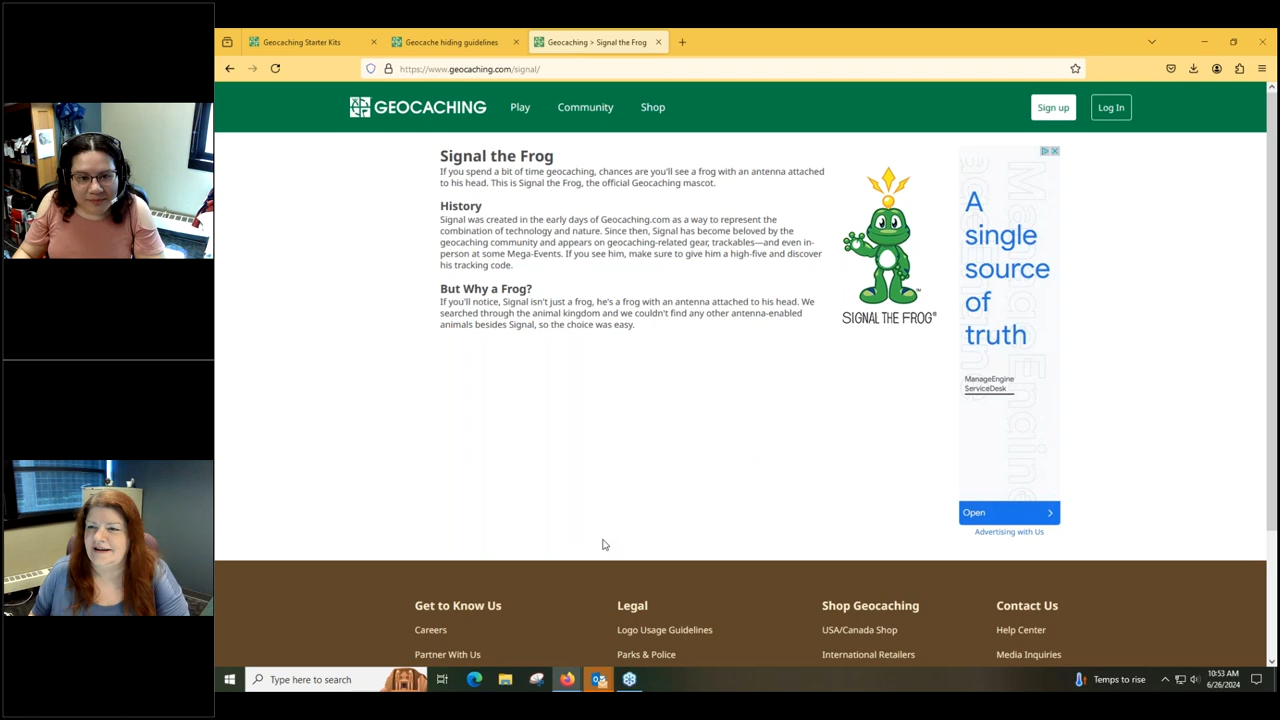 Geocaching Starter Kits
Geocache hiding guidelines
Geocaching > Signal the Frog
https://www.geocaching.com/signal/
GEOCACHING
Play
Community
Shop
Sign up
Log In
Signal the Frog
If you spend a bit of time geocaching, chances are you'll see a frog with an antenna attached
to his head. This is Signal the Frog, the official Geocaching mascot.
History
Signal was created in the early days of Geocaching.com as a way to represent the
combination of technology and nature. Since then, Signal has become beloved by the
geocaching community and appears on geocaching-related gear, trackables—and even in-
person at some Mega-Events. If you see him, make sure to give him a high-five and discover
his tracking code.
But Why a Frog?
If you'll notice, Signal isn't just a frog, he's a frog with an antenna attached to his head. We
searched through the animal kingdom and we couldn't find any other antenna-enabled
animals besides Signal, so the choice was easy.
SIGNAL THE FROG®
A
single
source
of
truth
ManageEngine
ServiceDesk
Open
Advertising with Us
Get to Know Us
Careers
Partner With Us
Legal
Logo Usage Guidelines
Parks & Police
Shop Geocaching
USA/Canada Shop
International Retailers
Contact Us
Help Center
Media Inquiries
Type here to search
Temps to rise
10:53 AM
6/26/2024